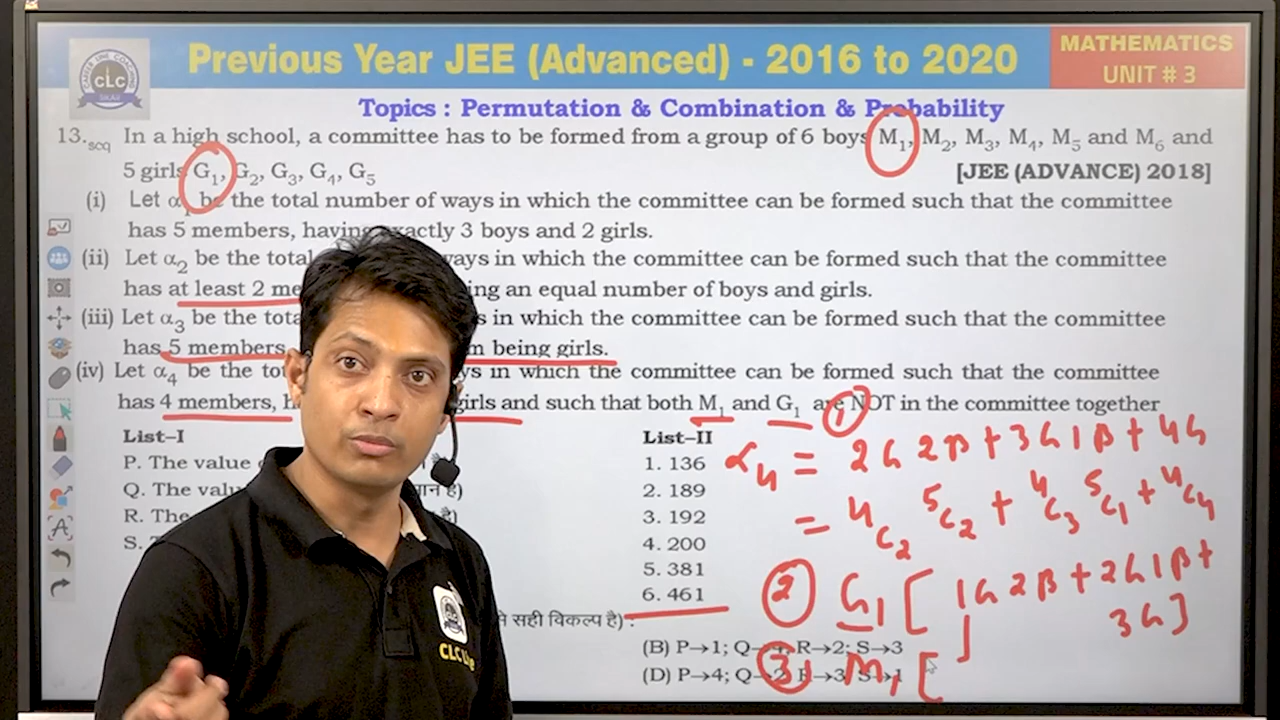 Previous Year JEE (Advanced) - 2016 to 2020
MATHEMATICS
UNIT # 3
CLC
Topics : Permutation & Combination & Probability
13.SCQ In a high school, a committee has to be formed from a group of 6 boys M₁, M₂, M₃, M₄, M₅ and M₆ and
5 girls G₁, G₂, G₃, G₄, G₅ [JEE (ADVANCE) 2018]
(i) Let α₁ be the total number of ways in which the committee can be formed such that the committee
has 5 members, having exactly 3 boys and 2 girls.
(ii) Let α₂ be the total ways in which the committee can be formed such that the committee
has at least 2 ing an equal number of boys and girls.
(iii) Let α₃ be the in which the committee can be formed such that the committee
has 5 members being girls.
(iv) Let α₄ be the in which the committee can be formed such that the committee
has 4 members, girls and such that both M₁ and G₁ are NOT in the committee together
List–I List–II
P. The value 1. 136
Q. The 2. 189
R. The 3. 192
S. 4. 200
5. 381
6. 461
सही विकल्प है) :
(B) P→1; Q→4; R→2; S→3
(D) P→4; Q→2; R→3; S→1
①
α₄ = 2G 2B + 3G 1B + 4G
= ⁴C₂ ⁵C₂ + ⁴C₃ ⁵C₁ + ⁴C₄
② G₁ [ 1G 2B + 2G 1B +
3G ]
③ M₁ [
CLC